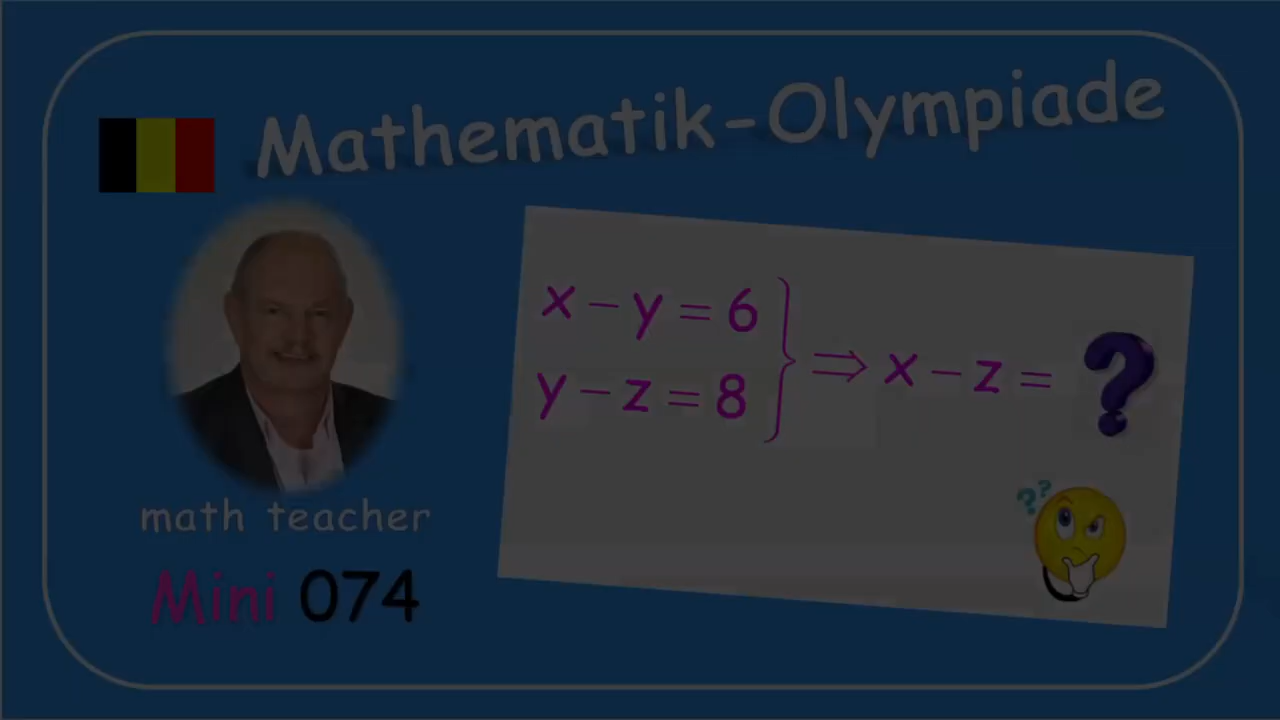 Mathematik-Olympiade
x - y = 6
y - z = 8
} ⇒ x - z = ?
??
math teacher
Mini 074